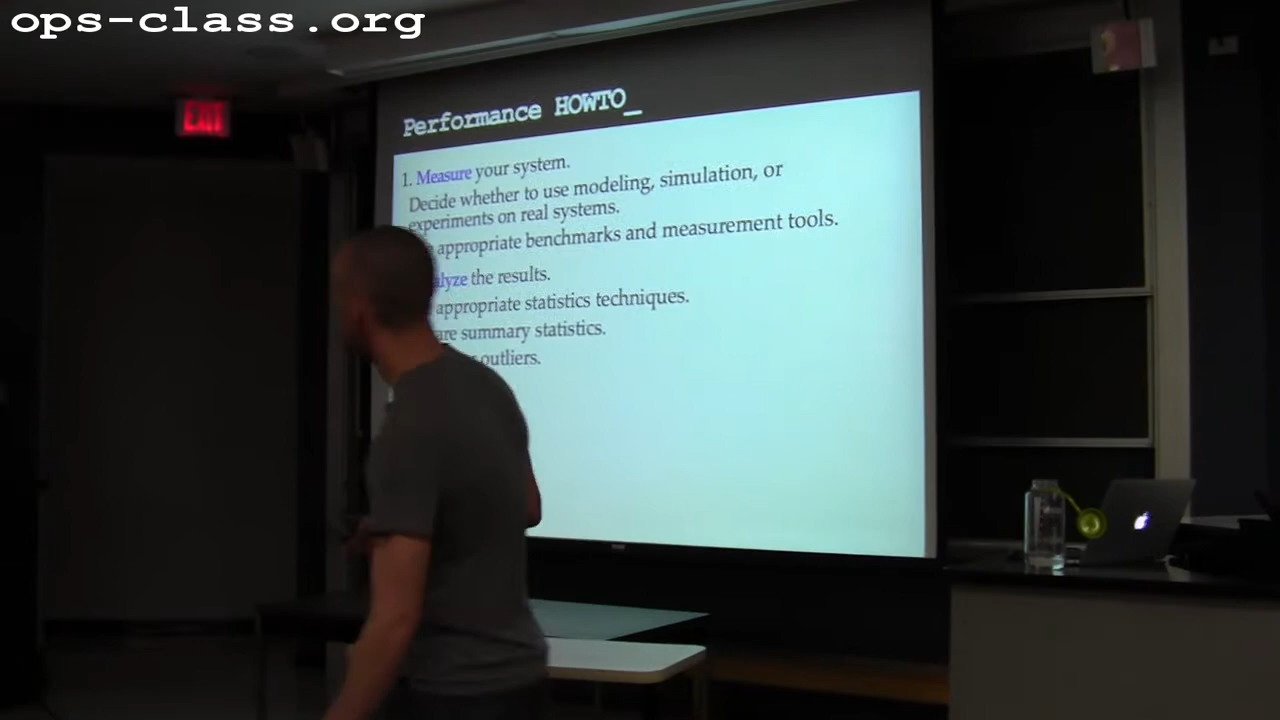 ops-class.org
EXIT
Performance HOWTO_
1. Measure your system.
Decide whether to use modeling, simulation, or
experiments on real systems.
appropriate benchmarks and measurement tools.
the results.
appropriate statistics techniques.
summary statistics.
outliers.